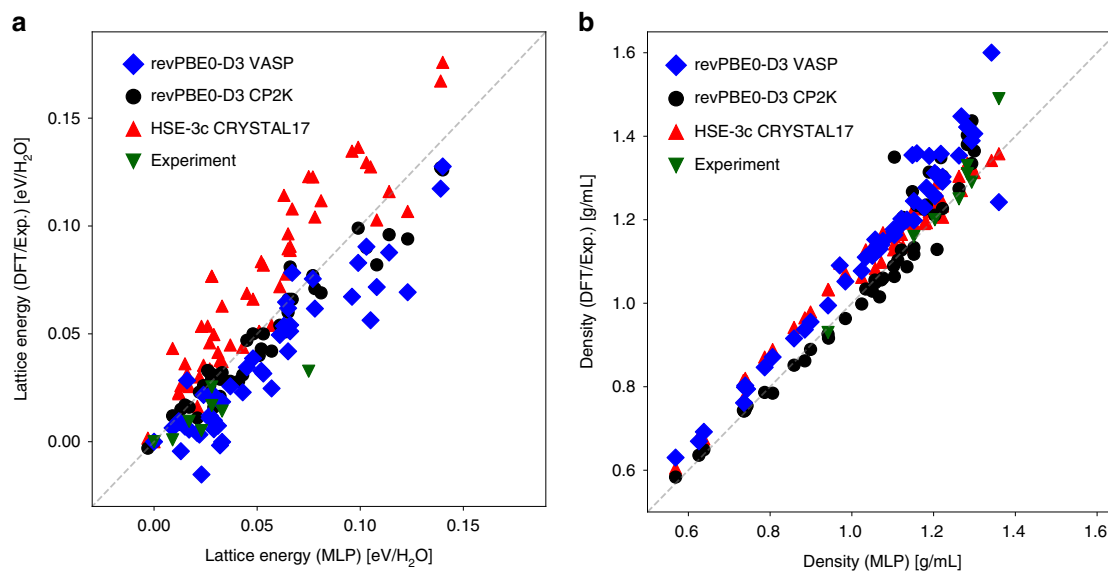 a
revPBE0-D3 VASP
revPBE0-D3 CP2K
HSE-3c CRYSTAL17
Experiment
0.15
0.10
0.05
0.00
Lattice energy (DFT/Exp.) [eV/H₂O]
0.00 0.05 0.10 0.15
Lattice energy (MLP) [eV/H₂O]
b
revPBE0-D3 VASP
revPBE0-D3 CP2K
HSE-3c CRYSTAL17
Experiment
1.6
1.4
1.2
1.0
0.8
0.6
Density (DFT/Exp.) [g/mL]
0.6 0.8 1.0 1.2 1.4 1.6
Density (MLP) [g/mL]